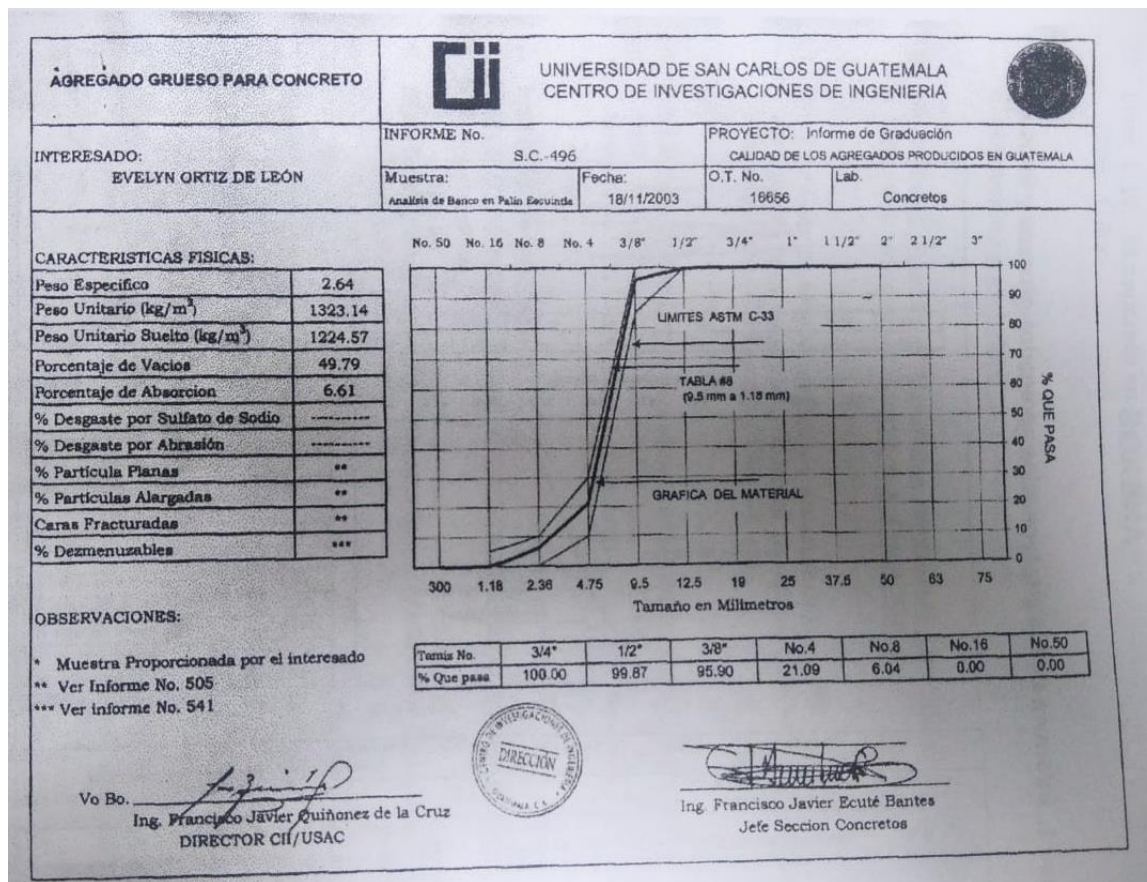 AGREGADO GRUESO PARA CONCRETO
Cii
UNIVERSIDAD DE SAN CARLOS DE GUATEMALA
CENTRO DE INVESTIGACIONES DE INGENIERIA
INTERESADO:
EVELYN ORTIZ DE LEÓN
INFORME No.
S.C.-496
PROYECTO: Informe de Graduación
CALIDAD DE LOS AGREGADOS PRODUCIDOS EN GUATEMALA
Muestra:
Analisis de Banco en Palin Escuintla
Fecha:
18/11/2003
O.T. No.
16656
Lab.
Concretos
CARACTERISTICAS FISICAS:
Peso Especifico 2.64
Peso Unitario (kg/m³) 1323.14
Peso Unitario Suelto (kg/m³) 1224.57
Porcentaje de Vacios 49.79
Porcentaje de Absorcion 6.61
% Desgaste por Sulfato de Sodio ----------
% Desgaste por Abrasión ----------
% Partícula Planas **
% Partículas Alargadas **
Caras Fracturadas **
% Dezmenuzables ***
No. 50 No. 16 No. 8 No. 4 3/8" 1/2" 3/4" 1" 1 1/2" 2" 2 1/2" 3"
100
90
80
70
60
50
40
30
20
10
0
% QUE PASA
LIMITES ASTM C-33
TABLA #8
(9.5 mm a 1.18 mm)
GRAFICA DEL MATERIAL
300 1.18 2.36 4.75 9.5 12.5 19 25 37.5 50 63 75
Tamaño en Milimetros
OBSERVACIONES:
* Muestra Proporcionada por el interesado
** Ver Informe No. 505
*** Ver informe No. 541
Tamis No. 3/4" 1/2" 3/8" No.4 No.8 No.16 No.50
% Que pasa 100.00 99.87 95.90 21.09 6.04 0.00 0.00
CENTRO DE INVESTIGACIONES DE INGENIERIA
DIRECCIÓN
Vo Bo.
Ing. Francisco Javier Quiñonez de la Cruz
DIRECTOR CII/USAC
Ing. Francisco Javier Ecuté Bantes
Jefe Seccion Concretos